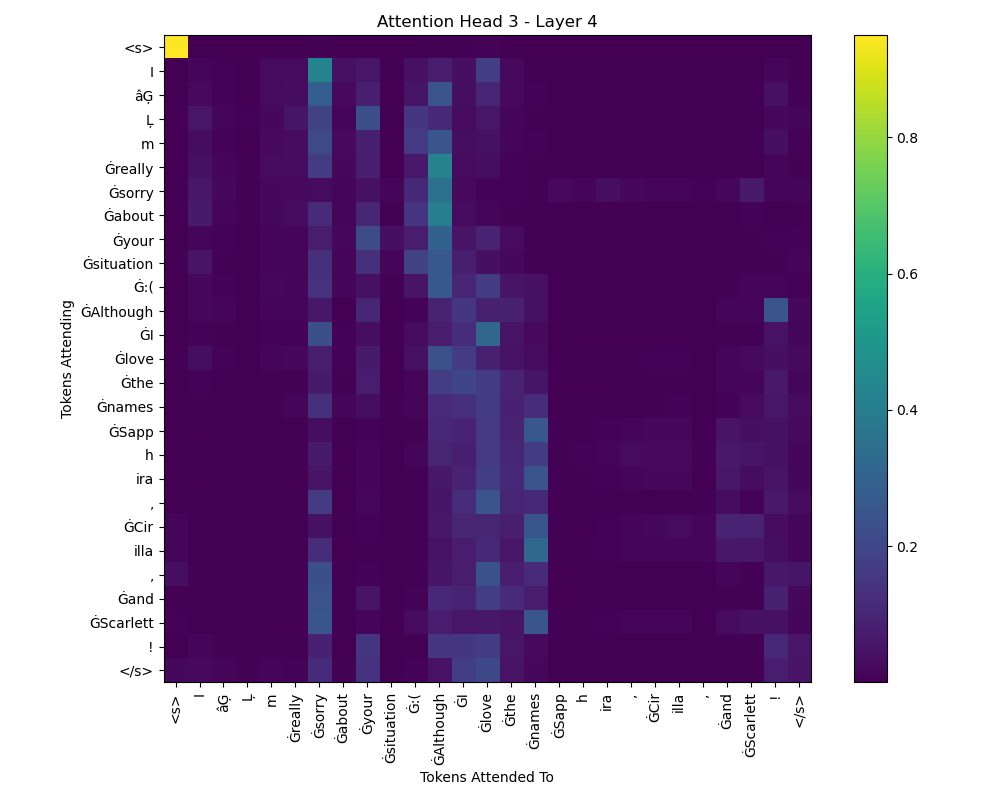 Attention Head 3 - Layer 4
<s>
I
âĢ
Ļ
m
Ġreally
Ġsorry
Ġabout
Ġyour
Ġsituation
Ġ:(
ĠAlthough
ĠI
Ġlove
Ġthe
Ġnames
ĠSapp
h
ira
,
ĠCir
illa
,
Ġand
ĠScarlett
!
</s>
Tokens Attending
<s>
I
âĢ
Ļ
m
Ġreally
Ġsorry
Ġabout
Ġyour
Ġsituation
Ġ:(
ĠAlthough
ĠI
Ġlove
Ġthe
Ġnames
ĠSapp
h
ira
,
ĠCir
illa
,
Ġand
ĠScarlett
!
</s>
Tokens Attended To
0.8
0.6
0.4
0.2